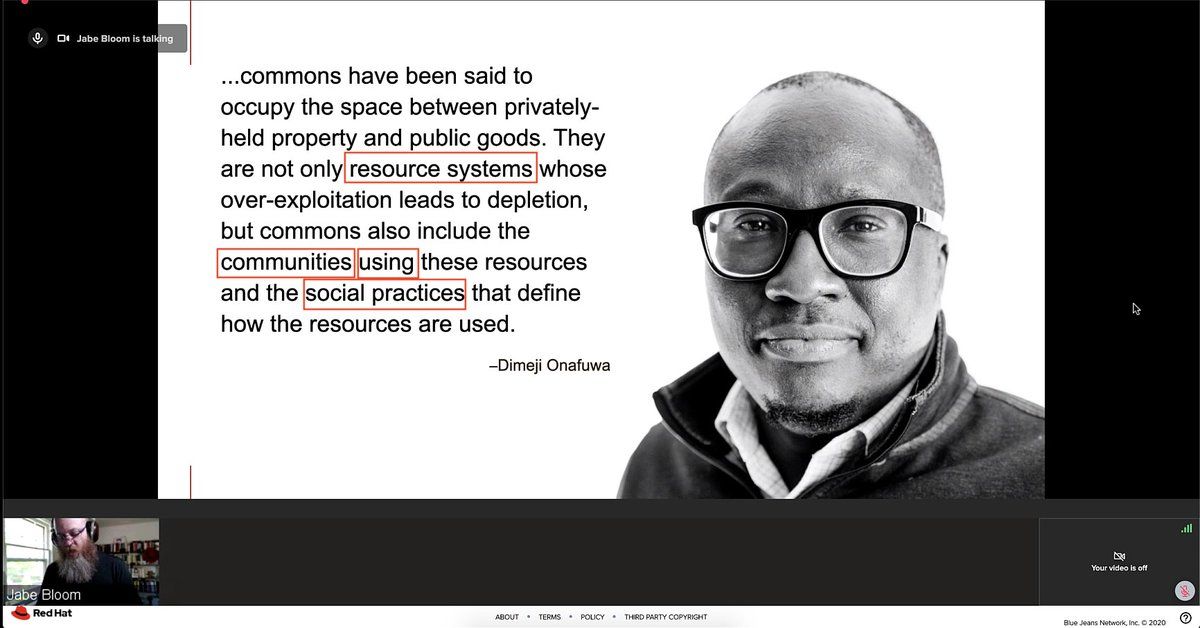 Jabe Bloom is talking
...commons have been said to
occupy the space between privately-
held property and public goods. They
are not only resource systems whose
over-exploitation leads to depletion,
but commons also include the
communities using these resources
and the social practices that define
how the resources are used.
–Dimeji Onafuwa
Your video is off
Jabe Bloom
Red Hat
ABOUT • TERMS • POLICY • THIRD PARTY COPYRIGHT
Blue Jeans Network, Inc. © 2020
?